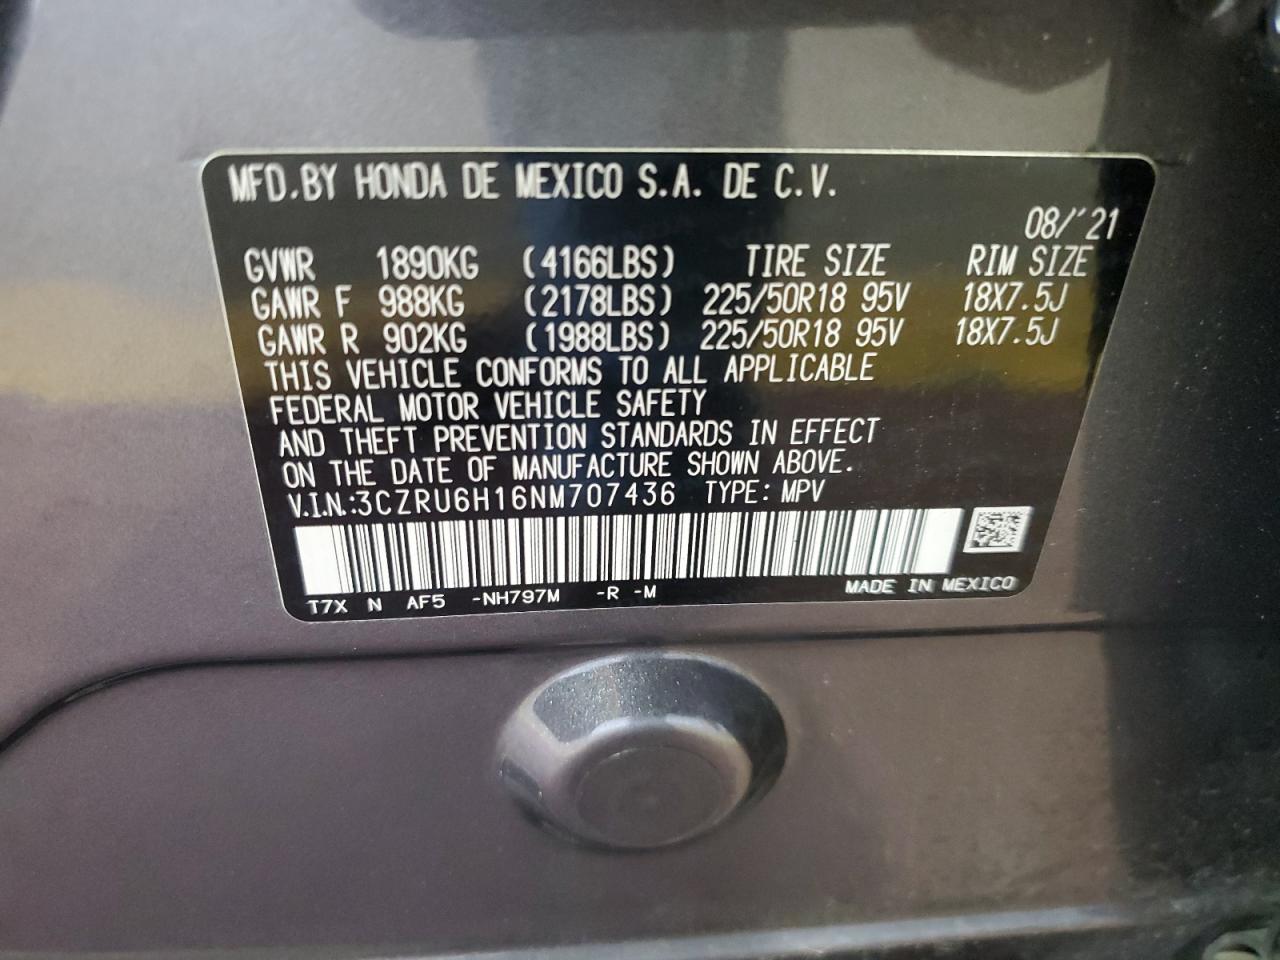 MFD.BY HONDA DE MEXICO S.A. DE C.V.
08/'21
GVWR 1890KG (4166LBS) TIRE SIZE RIM SIZE
GAWR F 988KG (2178LBS) 225/50R18 95V 18X7.5J
GAWR R 902KG (1988LBS) 225/50R18 95V 18X7.5J
THIS VEHICLE CONFORMS TO ALL APPLICABLE
FEDERAL MOTOR VEHICLE SAFETY
AND THEFT PREVENTION STANDARDS IN EFFECT
ON THE DATE OF MANUFACTURE SHOWN ABOVE.
V.I.N.:3CZRU6H16NM707436 TYPE: MPV
T7X N AF5 -NH797M -R -M MADE IN MEXICO